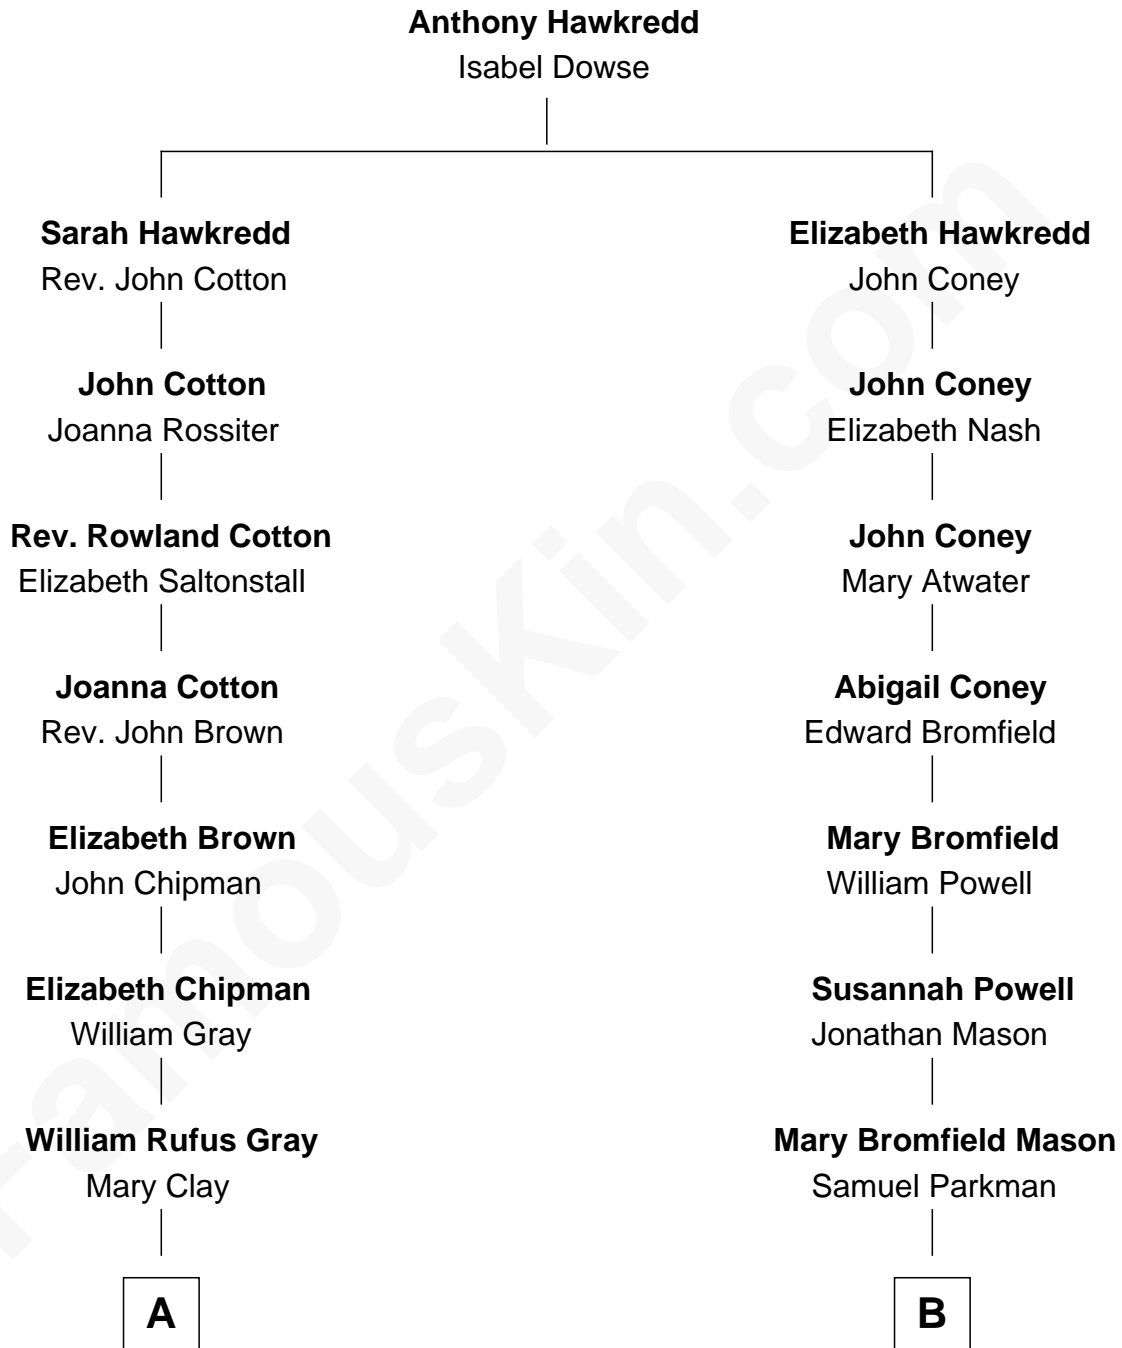 Anthony Hawkredd
Isabel Dowse
Sarah Hawkredd
Rev. John Cotton
John Cotton
Joanna Rossiter
Rev. Rowland Cotton
Elizabeth Saltonstall
Joanna Cotton
Rev. John Brown
Elizabeth Brown
John Chipman
Elizabeth Chipman
William Gray
William Rufus Gray
Mary Clay
A
Elizabeth Hawkredd
John Coney
John Coney
Elizabeth Nash
John Coney
Mary Atwater
Abigail Coney
Edward Bromfield
Mary Bromfield
William Powell
Susannah Powell
Jonathan Mason
Mary Bromfield Mason
Samuel Parkman
B
FamousKin.com